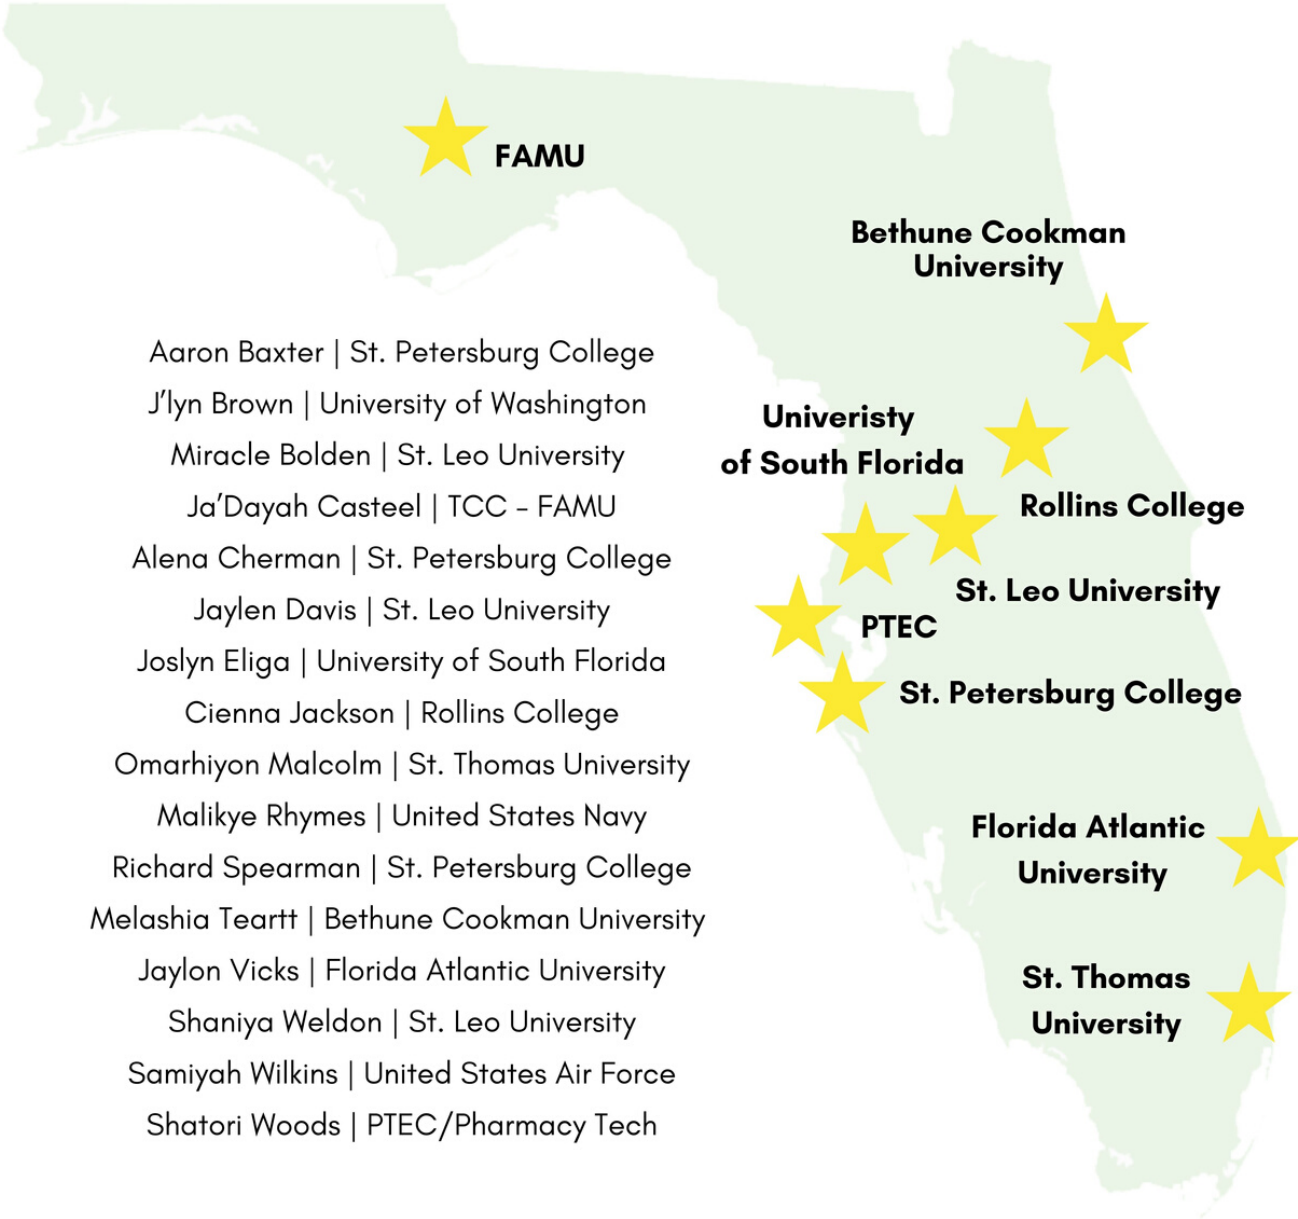 FAMU
Bethune Cookman
University
Aaron Baxter | St. Petersburg College
J'lyn Brown | University of Washington
Miracle Bolden | St. Leo University
Ja'Dayah Casteel | TCC - FAMU
Alena Cherman | St. Petersburg College
Jaylen Davis | St. Leo University
Joslyn Eliga | University of South Florida
Cienna Jackson | Rollins College
Omarhiyon Malcolm | St. Thomas University
Malikye Rhymes | United States Navy
Richard Spearman | St. Petersburg College
Melashia Teartt | Bethune Cookman University
Jaylon Vicks | Florida Atlantic University
Shaniya Weldon | St. Leo University
Samiyah Wilkins | United States Air Force
Shatori Woods | PTEC/Pharmacy Tech
Univeristy
of South Florida
Rollins College
St. Leo University
PTEC
St. Petersburg College
Florida Atlantic
University
St. Thomas
University